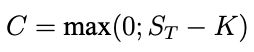 C = max(0; S_T − K)